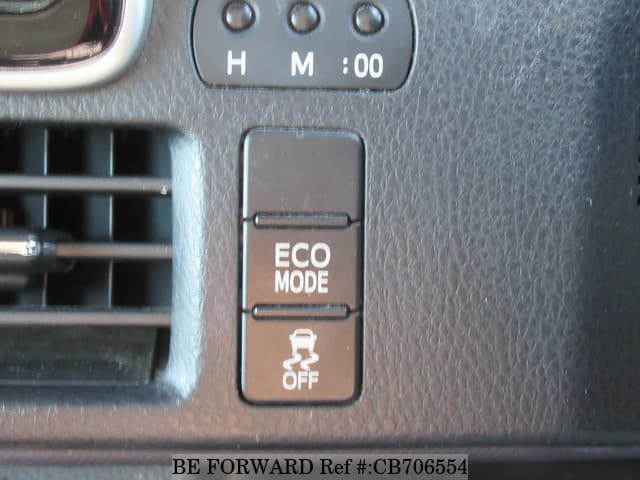 H M :00
ECO
MODE
OFF
BE FORWARD Ref #:CB706554